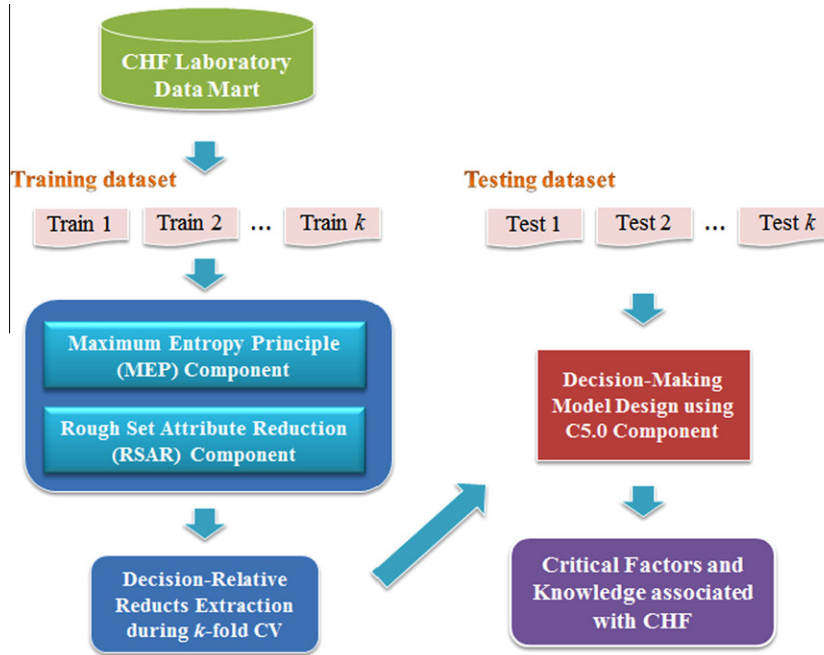 CHF Laboratory
Data Mart
Training dataset
Train 1
Train 2
...
Train k
Maximum Entropy Principle
(MEP) Component
Rough Set Attribute Reduction
(RSAR) Component
Decision-Relative
Reducts Extraction
during k-fold CV
Testing dataset
Test 1
Test 2
...
Test k
Decision-Making
Model Design using
C5.0 Component
Critical Factors and
Knowledge associated
with CHF